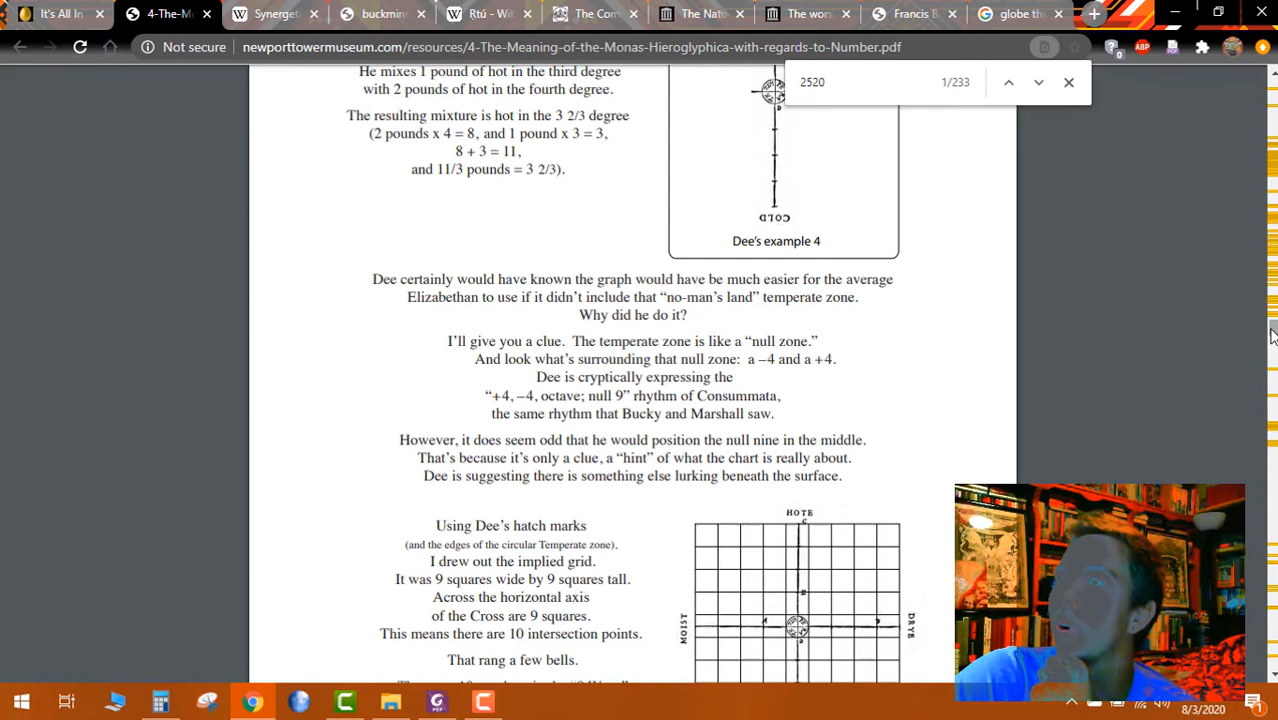 It's All In
4-The-M
Synerget
buckmin
Ṛtú - Wil
The Com
The Nat
The wors
Francis B
globe the
Not secure
newporttowermuseum.com/resources/4-The-Meaning-of-the-Monas-Hieroglyphica-with-regards-to-Number.pdf
ABP
2520
1/233
He mixes 1 pound of hot in the third degree
with 2 pounds of hot in the fourth degree.
The resulting mixture is hot in the 3 2/3 degree
(2 pounds x 4 = 8, and 1 pound x 3 = 3,
8 + 3 = 11,
and 11/3 pounds = 3 2/3).
COLD
Dee's example 4
Dee certainly would have known the graph would have be much easier for the average
Elizabethan to use if it didn't include that “no-man's land” temperate zone.
Why did he do it?
I'll give you a clue. The temperate zone is like a “null zone.”
And look what's surrounding that null zone: a –4 and a +4.
Dee is cryptically expressing the
“+4, –4, octave; null 9” rhythm of Consummata,
the same rhythm that Bucky and Marshall saw.
However, it does seem odd that he would position the null nine in the middle.
That's because it's only a clue, a “hint” of what the chart is really about.
Dee is suggesting there is something else lurking beneath the surface.
Using Dee's hatch marks
(and the edges of the circular Temperate zone),
I drew out the implied grid.
It was 9 squares wide by 9 squares tall.
Across the horizontal axis
of the Cross are 9 squares.
This means there are 10 intersection points.
That rang a few bells.
HOTE
C
B
A
MOIST
DRYE
8/3/2020